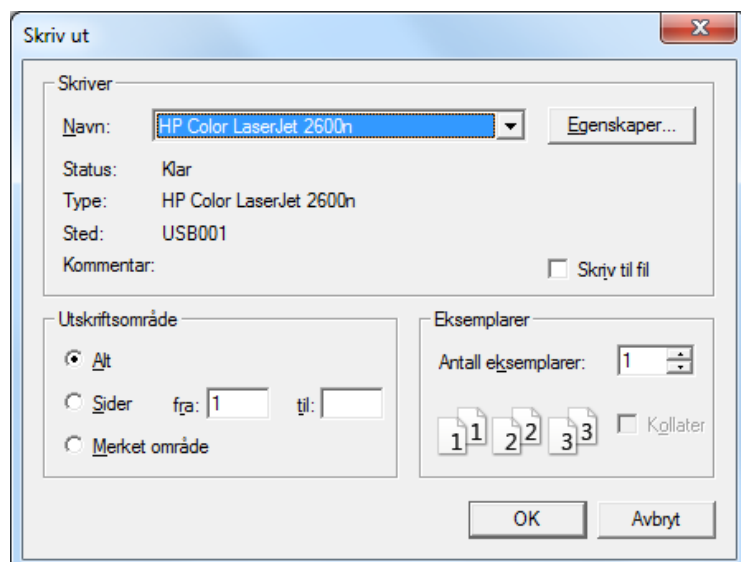 Skriv ut
Skriver
Navn: HP Color LaserJet 2600n Egenskaper...
Status: Klar
Type: HP Color LaserJet 2600n
Sted: USB001
Kommentar: Skriv til fil
Utskriftsområde
Alt
Sider fra: 1 til:
Merket område
Eksemplarer
Antall eksemplarer: 1
1 1 2 2 3 3 Kollater
OK Avbryt